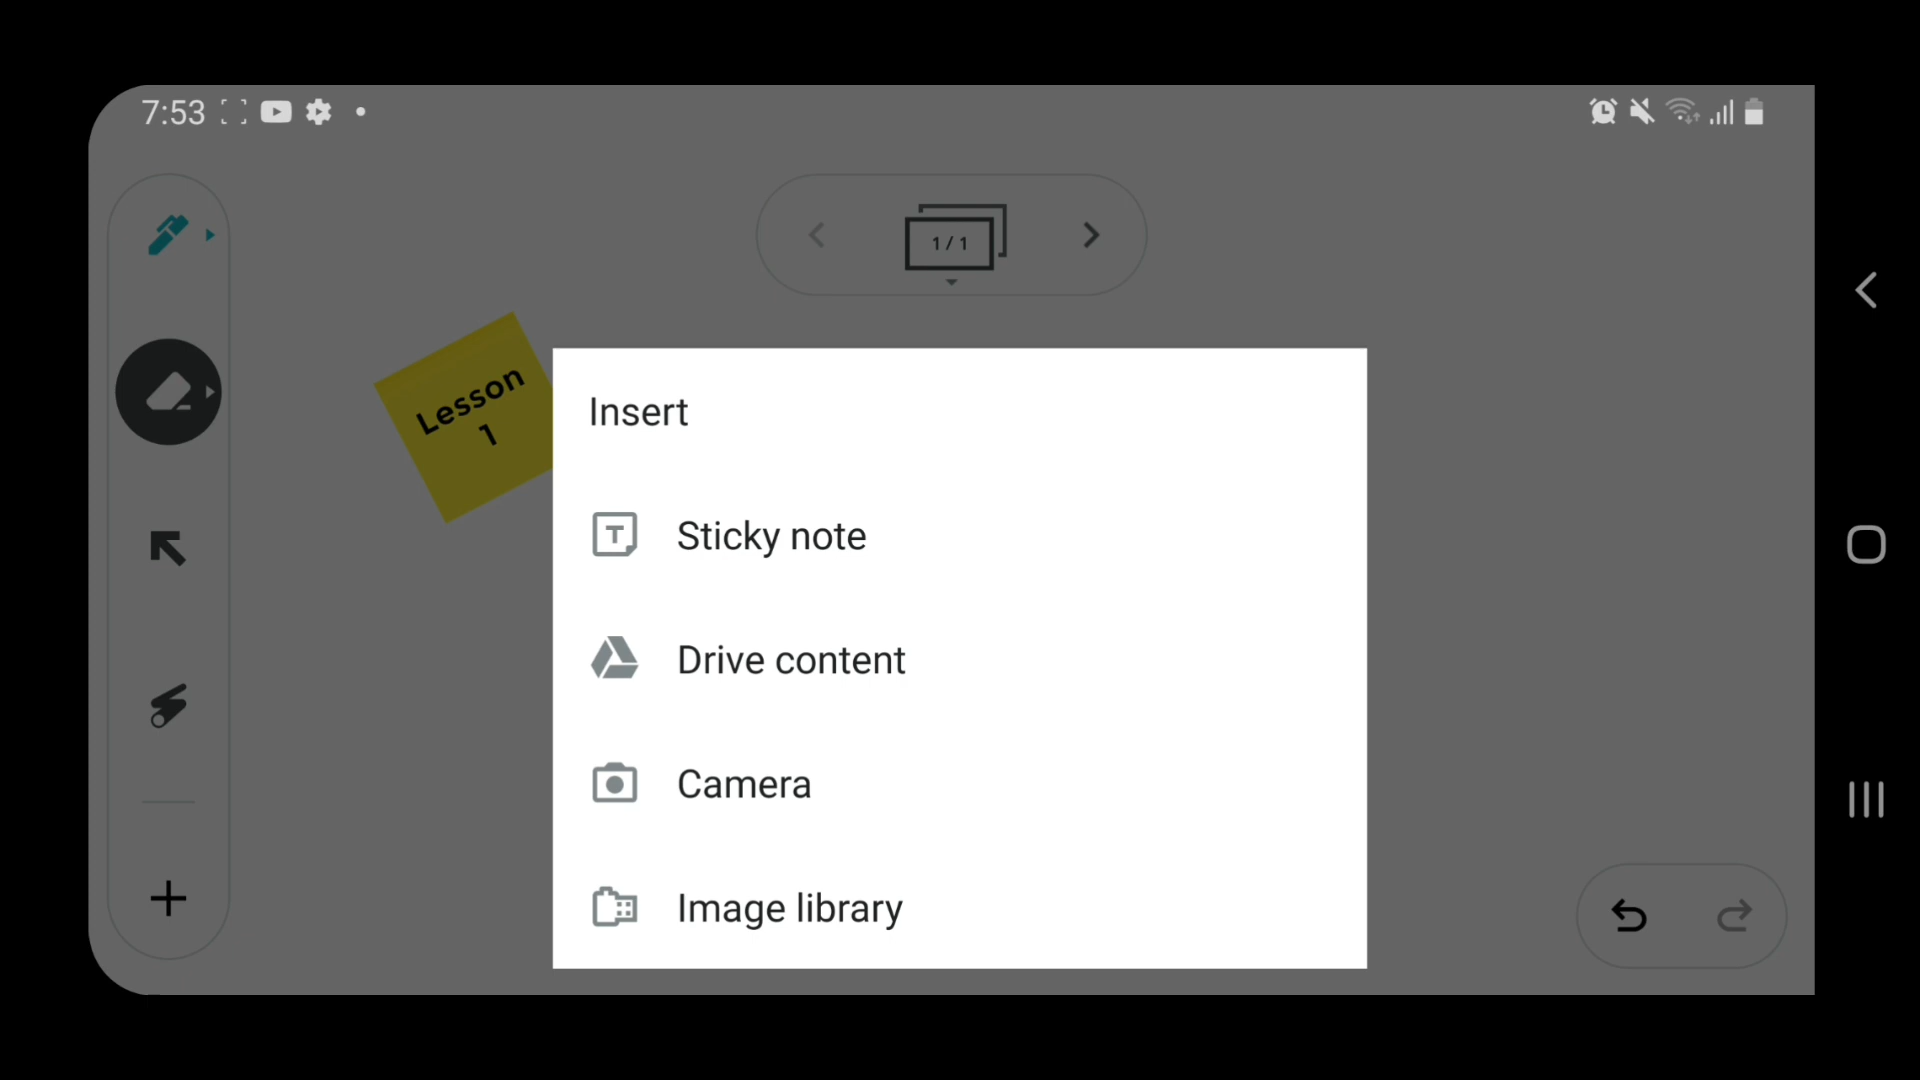 7:53
1 / 1
Lesson
1
Insert
Sticky note
Drive content
Camera
Image library